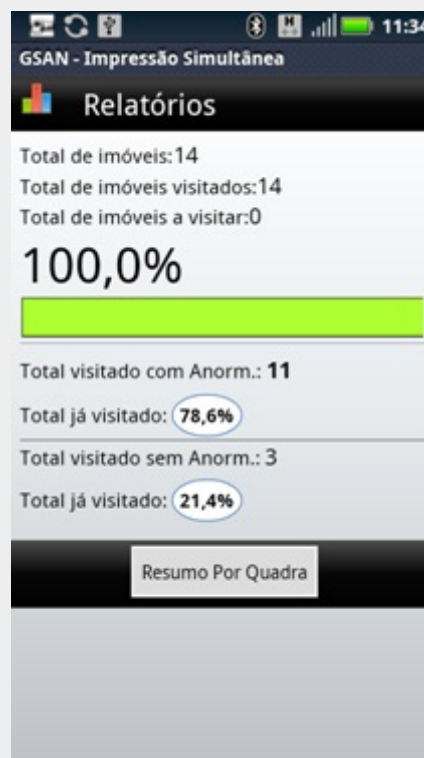 H
11:34
GSAN - Impressão Simultânea
Relatórios
Total de imóveis:14
Total de imóveis visitados:14
Total de imóveis a visitar:0
100,0%
Total visitado com Anorm.: 11
Total já visitado: 78,6%
Total visitado sem Anorm.: 3
Total já visitado: 21,4%
Resumo Por Quadra